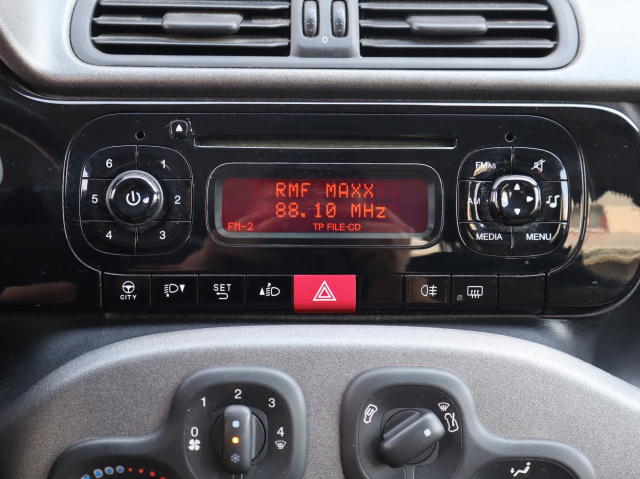 0
6 1
5 2
4 3
RMF MAXX
88.10 MHz
FM-2 TP FILE-CD
FMAS
AM
MEDIA MENU
CITY
SET
0 1 2 3 4